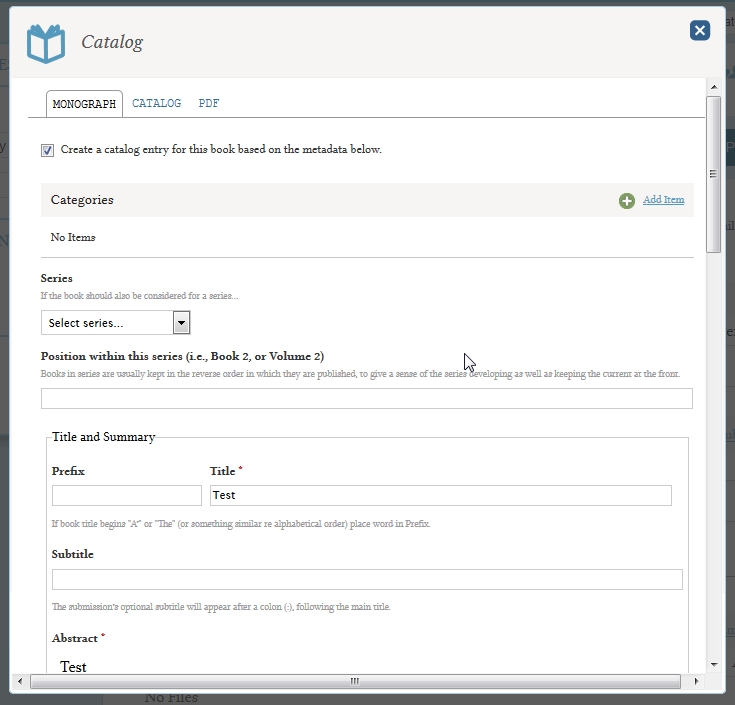 Catalog
MONOGRAPH CATALOG PDF
Create a catalog entry for this book based on the metadata below.
Categories Add Item
No Items
Series
If the book should also be considered for a series...
Select series...
Position within this series (i.e., Book 2, or Volume 2)
Books in series are usually kept in the reverse order in which they are published, to give a sense of the series developing as well as keeping the current at the front.
Title and Summary
Prefix Title *
Test
If book title begins "A" or "The" (or something similar re alphabetical order) place word in Prefix.
Subtitle
The submission's optional subtitle will appear after a colon (:), following the main title.
Abstract *
Test
No Files